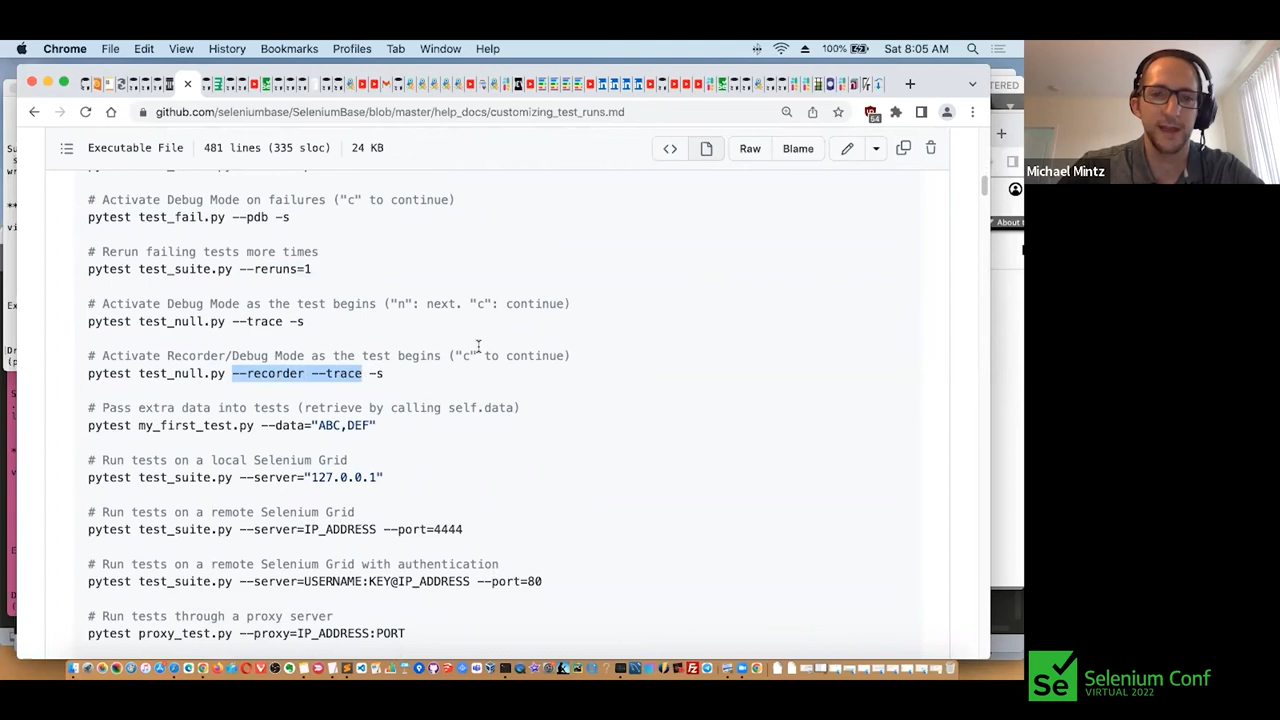 Chrome File Edit View History Bookmarks Profiles Tab Window Help 100% Sat 8:05 AM
github.com/seleniumbase/SeleniumBase/blob/master/help_docs/customizing_test_runs.md
54
Executable File 481 lines (335 sloc) 24 KB Raw Blame
# Activate Debug Mode on failures ("c" to continue)
pytest test_fail.py --pdb -s
# Rerun failing tests more times
pytest test_suite.py --reruns=1
# Activate Debug Mode as the test begins ("n": next. "c": continue)
pytest test_null.py --trace -s
# Activate Recorder/Debug Mode as the test begins ("c" to continue)
pytest test_null.py --recorder --trace -s
# Pass extra data into tests (retrieve by calling self.data)
pytest my_first_test.py --data="ABC,DEF"
# Run tests on a local Selenium Grid
pytest test_suite.py --server="127.0.0.1"
# Run tests on a remote Selenium Grid
pytest test_suite.py --server=IP_ADDRESS --port=4444
# Run tests on a remote Selenium Grid with authentication
pytest test_suite.py --server=USERNAME:KEY@IP_ADDRESS --port=80
# Run tests through a proxy server
pytest proxy_test.py --proxy=IP_ADDRESS:PORT
TERED
About t
Michael Mintz
Se
Selenium Conf
VIRTUAL 2022